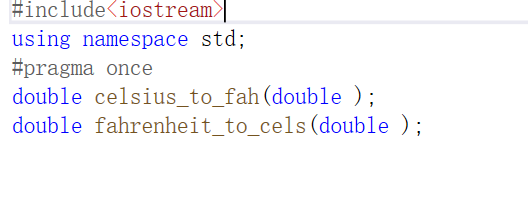 #include<iostream>
using namespace std;
#pragma once
double celsius_to_fah(double );
double fahrenheit_to_cels(double );